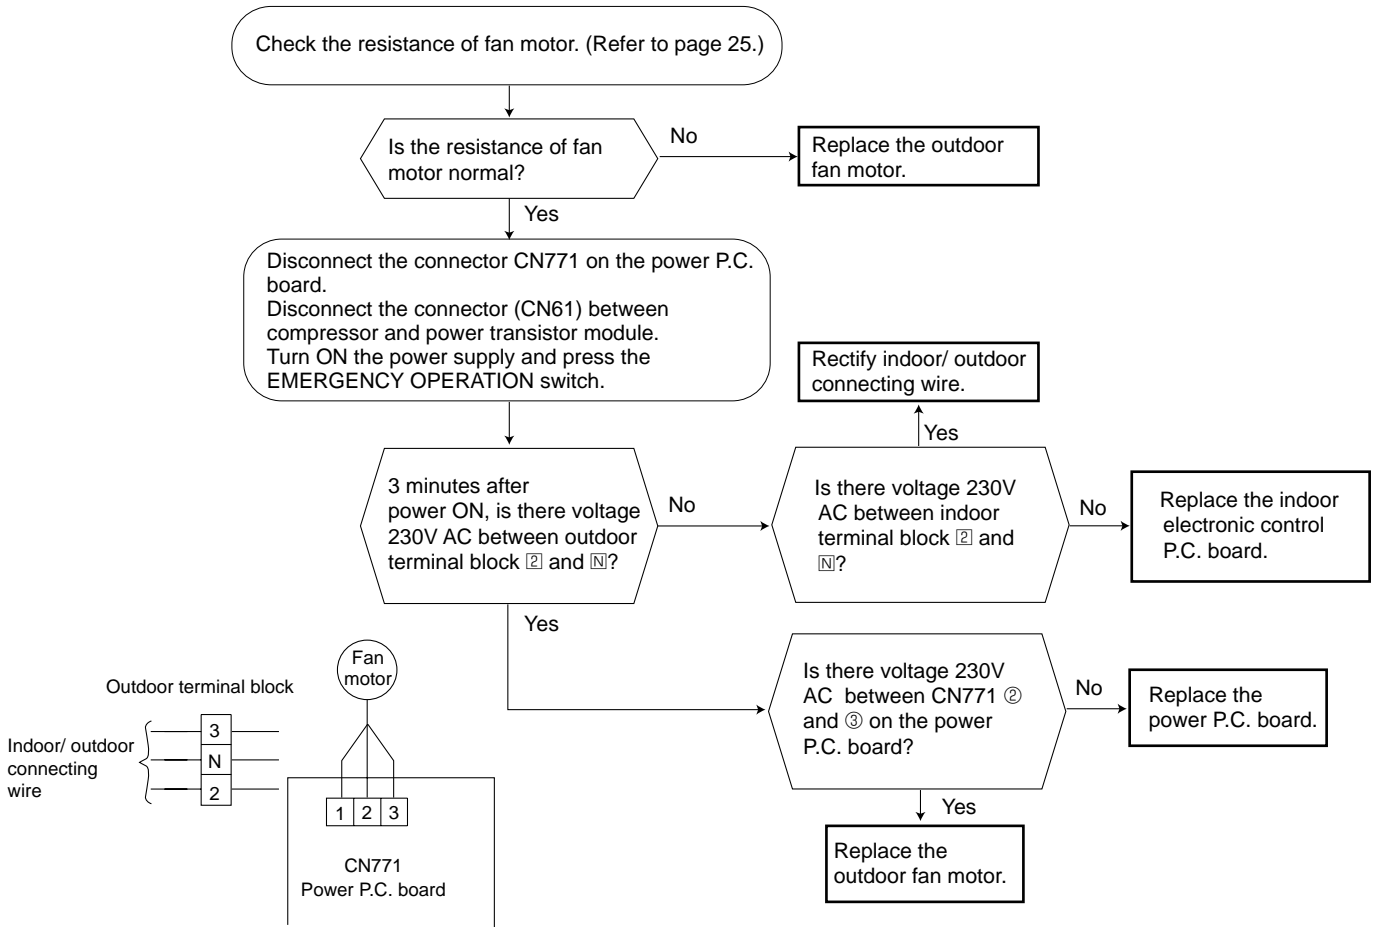 Check the resistance of fan motor. (Refer to page 25.)
Is the resistance of fan
motor normal?
No
Replace the outdoor
fan motor.
Yes
Disconnect the connector CN771 on the power P.C.
board.
Disconnect the connector (CN61) between
compressor and power transistor module.
Turn ON the power supply and press the
EMERGENCY OPERATION switch.
Rectify indoor/ outdoor
connecting wire.
Yes
3 minutes after
power ON, is there voltage
230V AC between outdoor
terminal block 2 and N?
No
Is there voltage 230V
AC between indoor
terminal block 2 and
N?
No
Replace the indoor
electronic control
P.C. board.
Yes
Is there voltage 230V
AC between CN771 ②
and ③ on the power
P.C. board?
No
Replace the
power P.C. board.
Yes
Replace the
outdoor fan motor.
Fan
motor
Outdoor terminal block
Indoor/ outdoor
connecting
wire
3
N
2
1 2 3
CN771
Power P.C. board